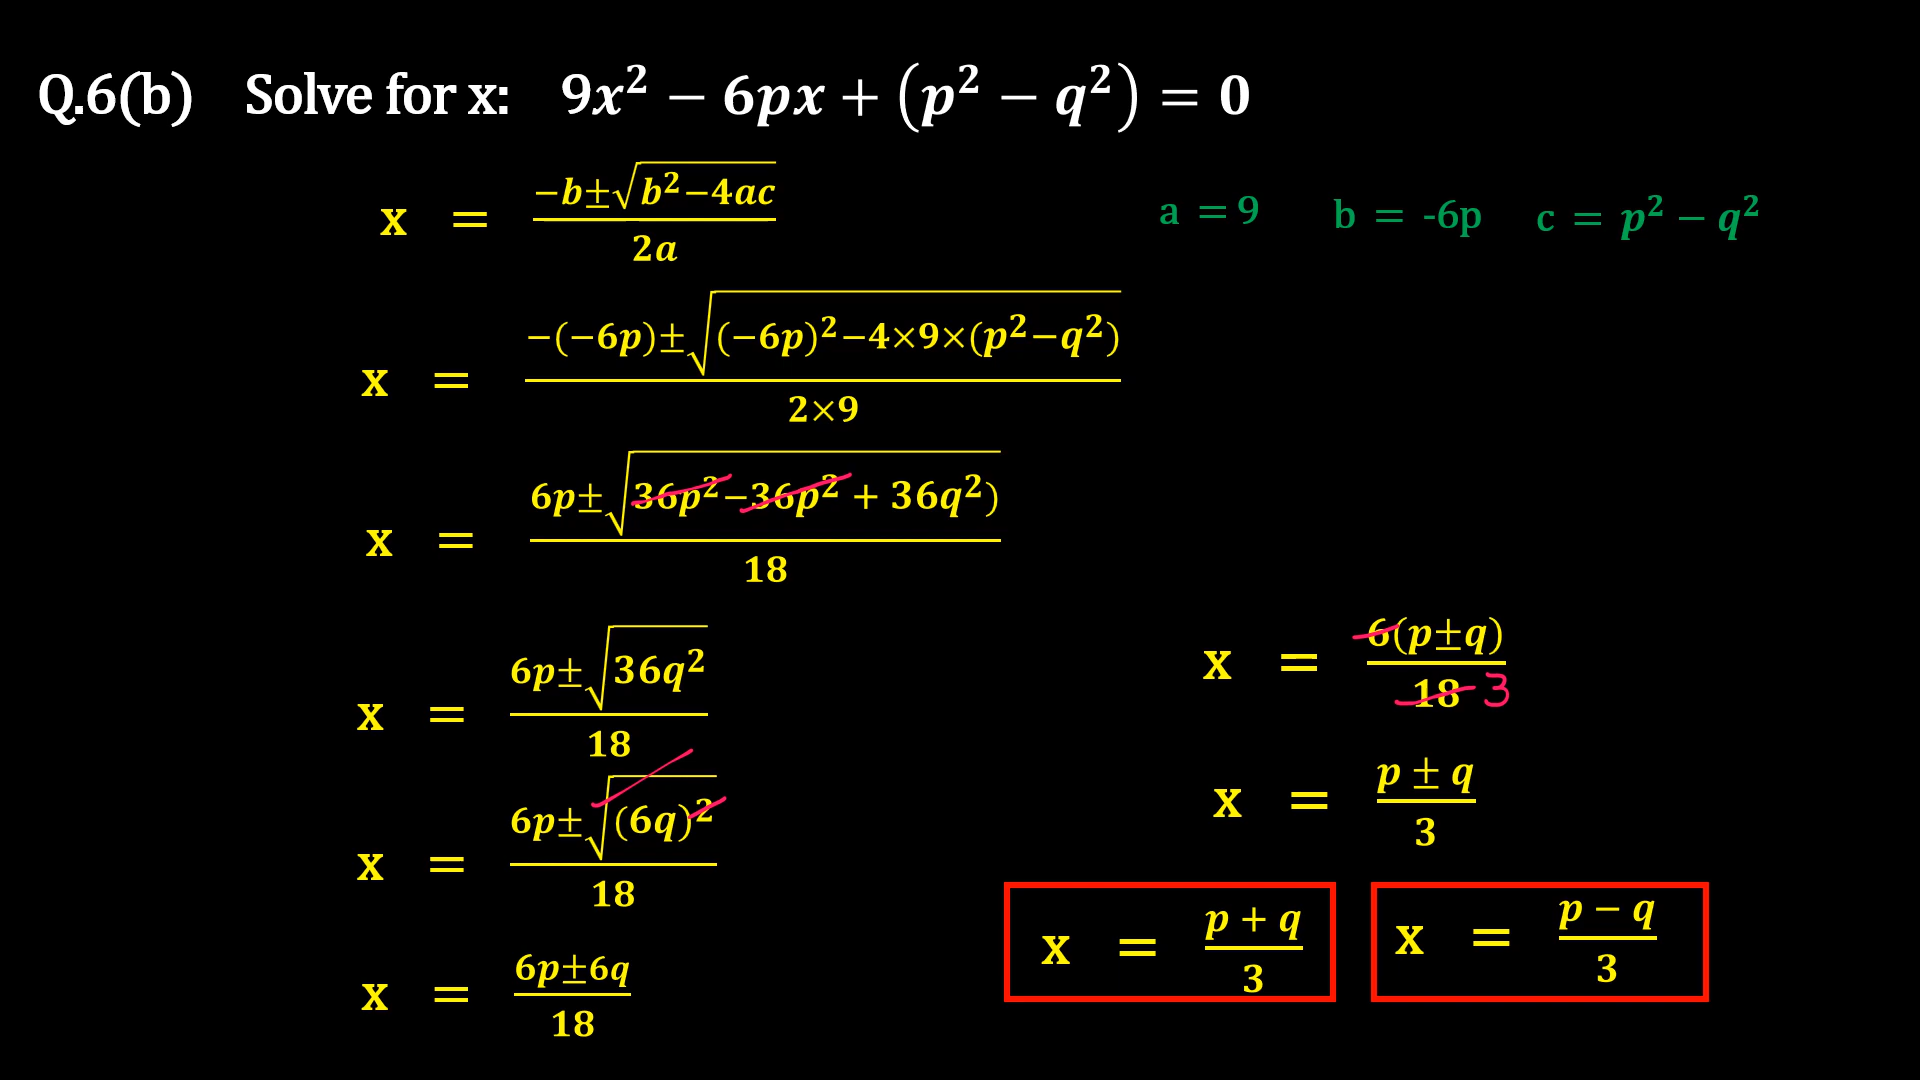 Q.6(b) Solve for x: 9x² − 6px + (p² − q²) = 0
x = (−b±√(b²−4ac))/(2a)
a = 9 b = -6p c = p² − q²
x = (−(−6p)±√((−6p)²−4×9×(p²−q²)))/(2×9)
x = (6p±√(36p²−36p² + 36q²)))/(18)
x = (6p±√(36q²))/(18)
x = (6p±√((6q)²))/(18)
x = (6p±6q)/(18)
x = (6(p±q))/(18) 3
x = (p ± q)/(3)
x = (p + q)/(3)
x = (p − q)/(3)